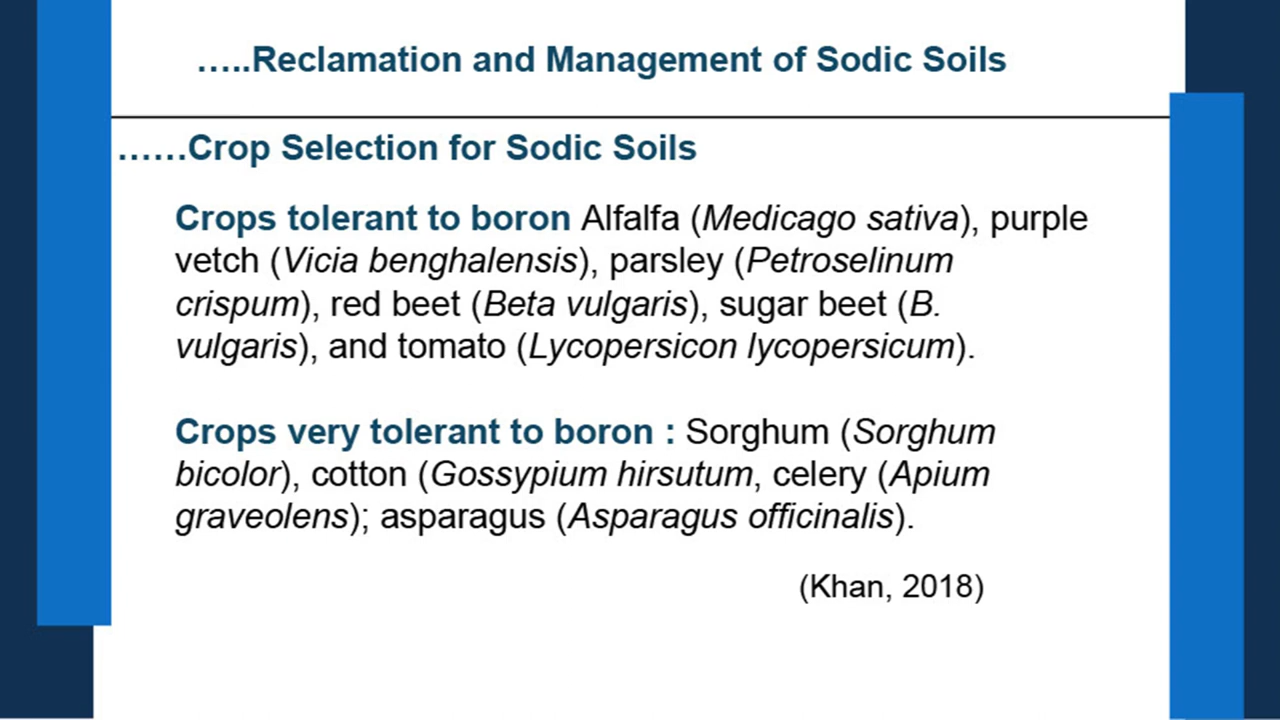 …..Reclamation and Management of Sodic Soils
……Crop Selection for Sodic Soils
Crops tolerant to boron Alfalfa (Medicago sativa), purple
vetch (Vicia benghalensis), parsley (Petroselinum
crispum), red beet (Beta vulgaris), sugar beet (B.
vulgaris), and tomato (Lycopersicon lycopersicum).
Crops very tolerant to boron : Sorghum (Sorghum
bicolor), cotton (Gossypium hirsutum, celery (Apium
graveolens); asparagus (Asparagus officinalis).
(Khan, 2018)